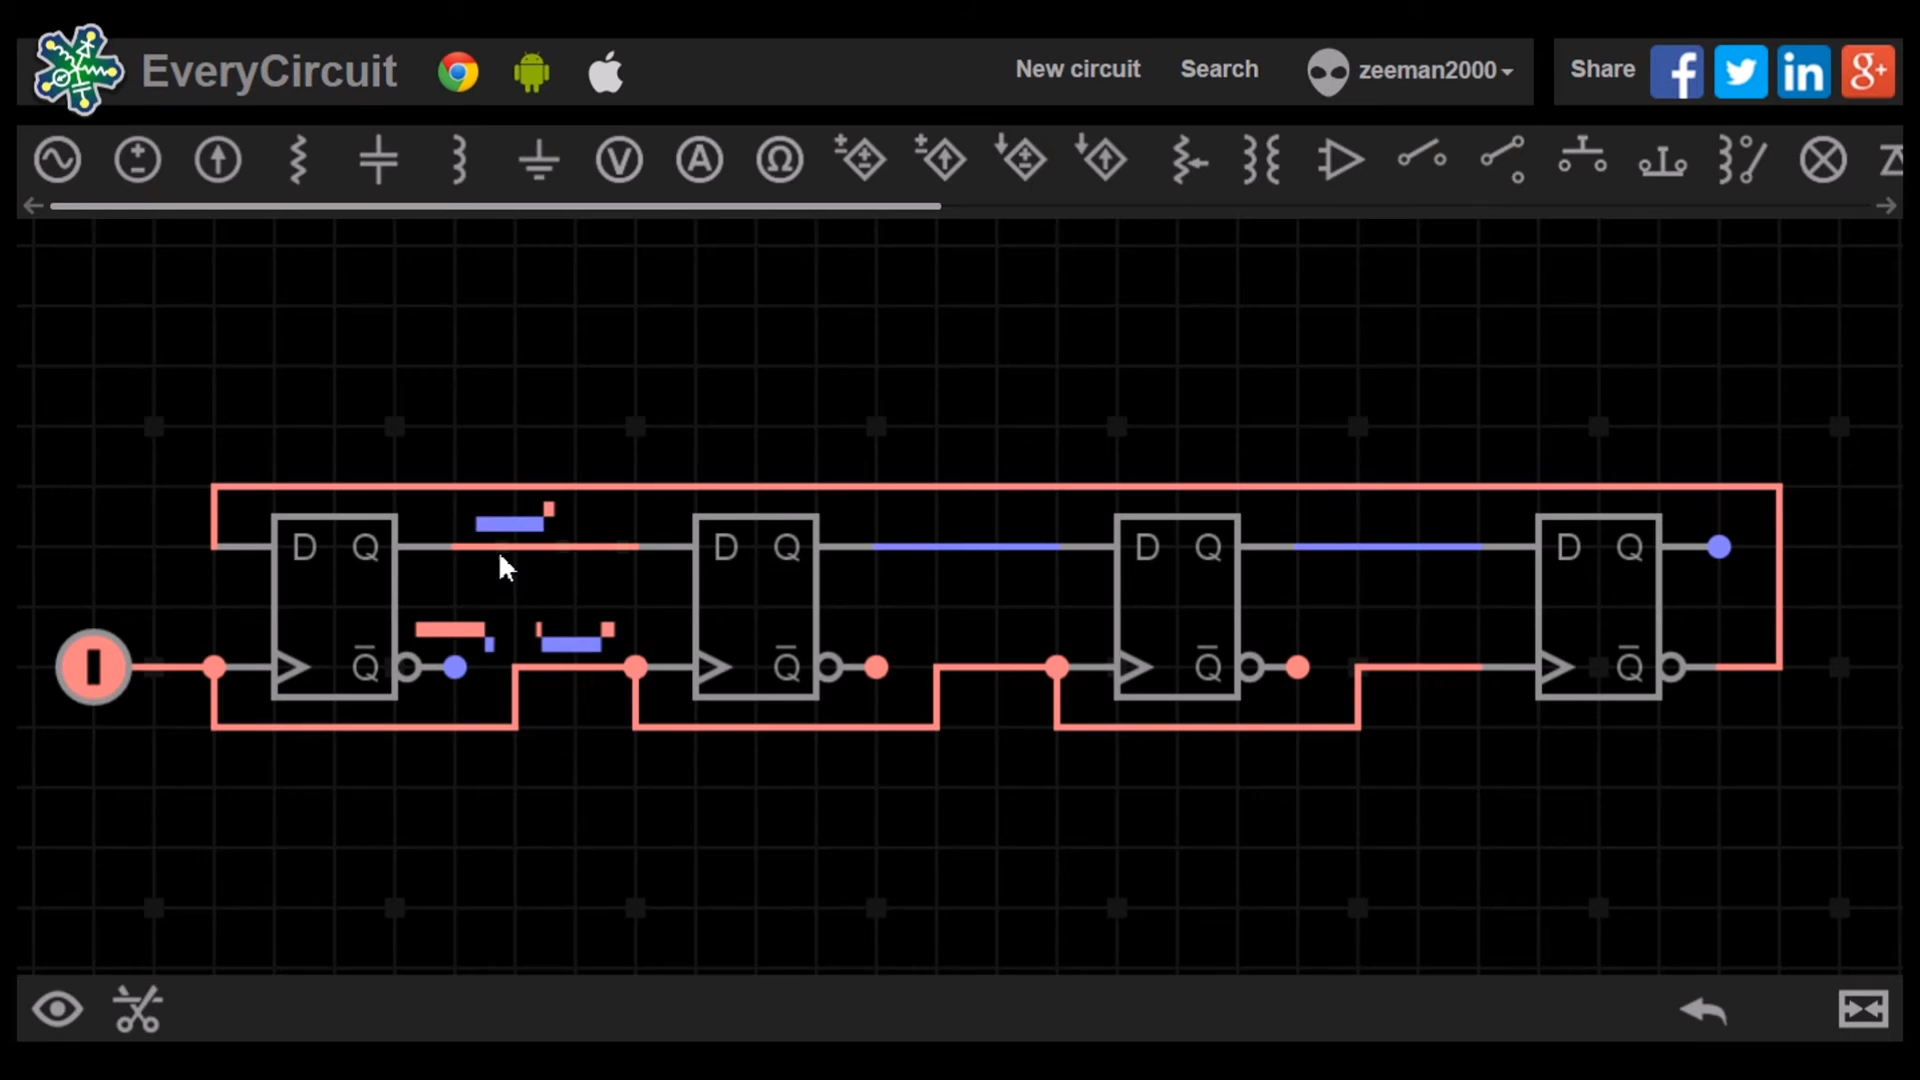 EveryCircuit
New circuit Search zeeman2000 Share f in g+
V A Ω
D Q D Q D Q D Q
Q̅ Q̅ Q̅ Q̅